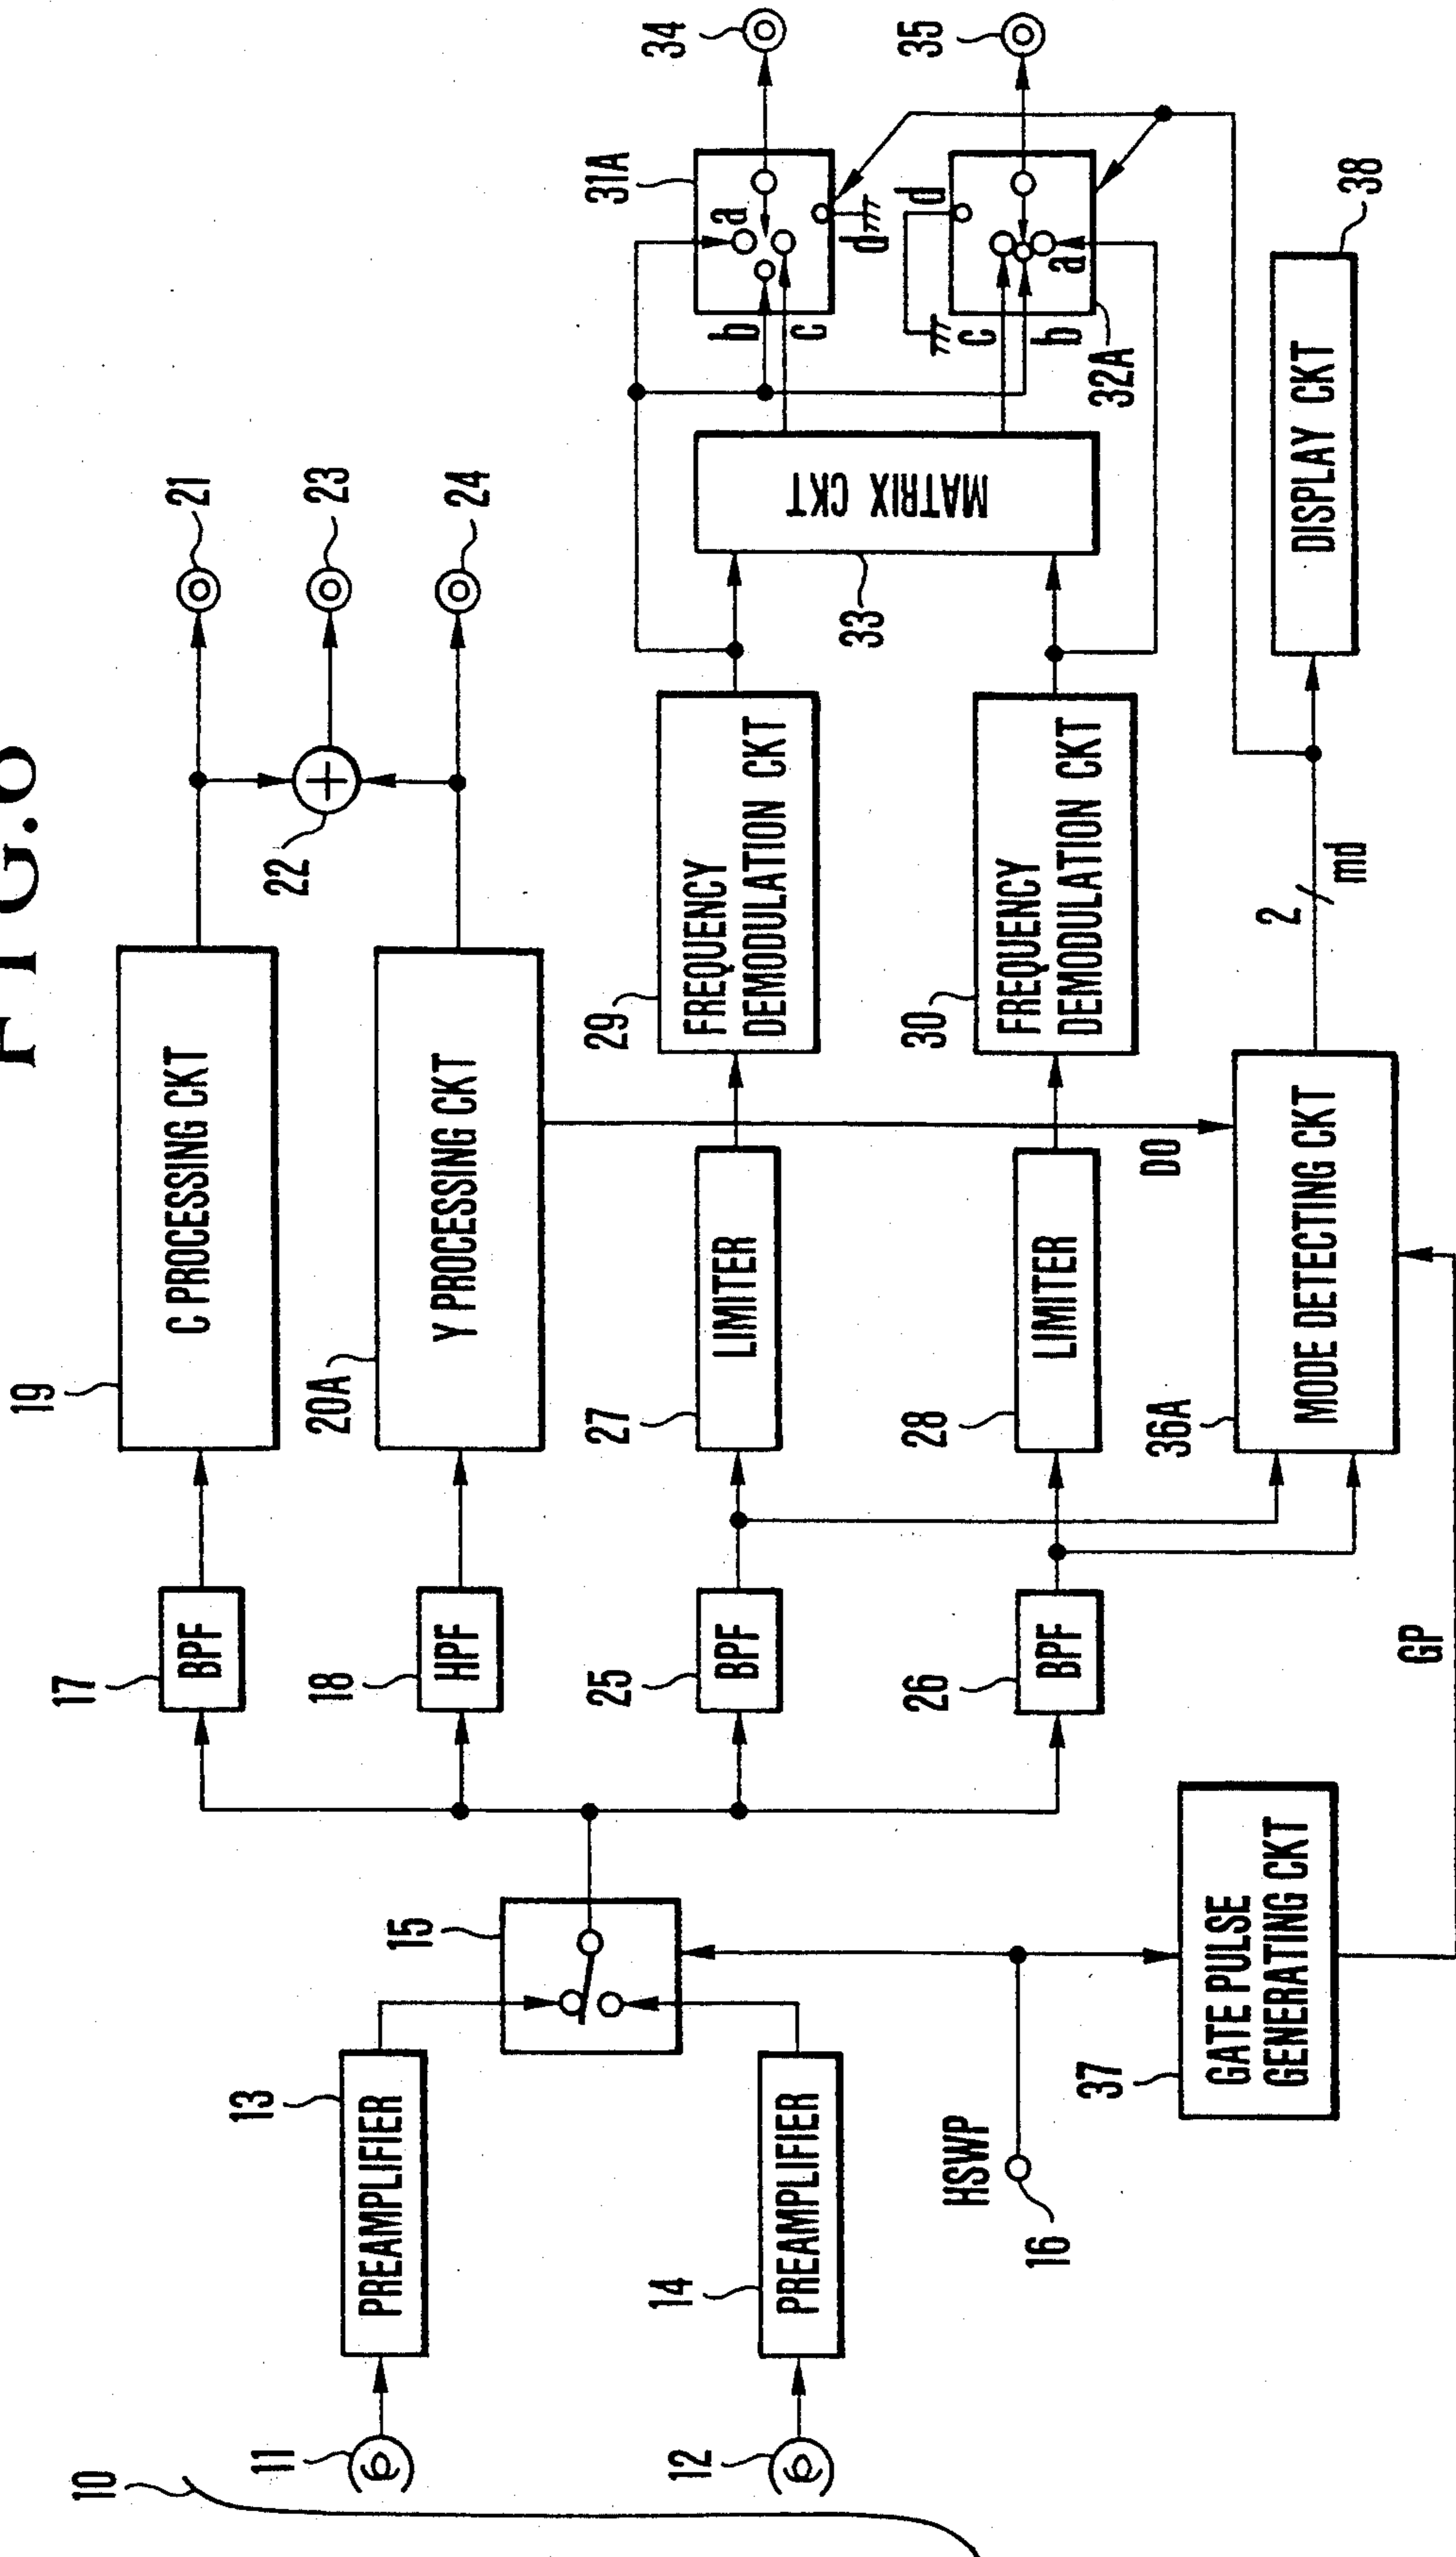 FIG.6
10
11
12
PREAMPLIFIER
13
PREAMPLIFIER
14
15
HSWP
16
GATE PULSE
GENERATING CKT
37
GP
17
BPF
18
HPF
25
BPF
26
BPF
19
C PROCESSING CKT
20A
Y PROCESSING CKT
27
LIMITER
28
LIMITER
36A
MODE DETECTING CKT
DO
22
21
23
24
29
FREQUENCY
DEMODULATION CKT
30
FREQUENCY
DEMODULATION CKT
2
md
33
MATRIX CKT
31A
a
b
c
d
32A
d
c
b
a
34
35
DISPLAY CKT
38